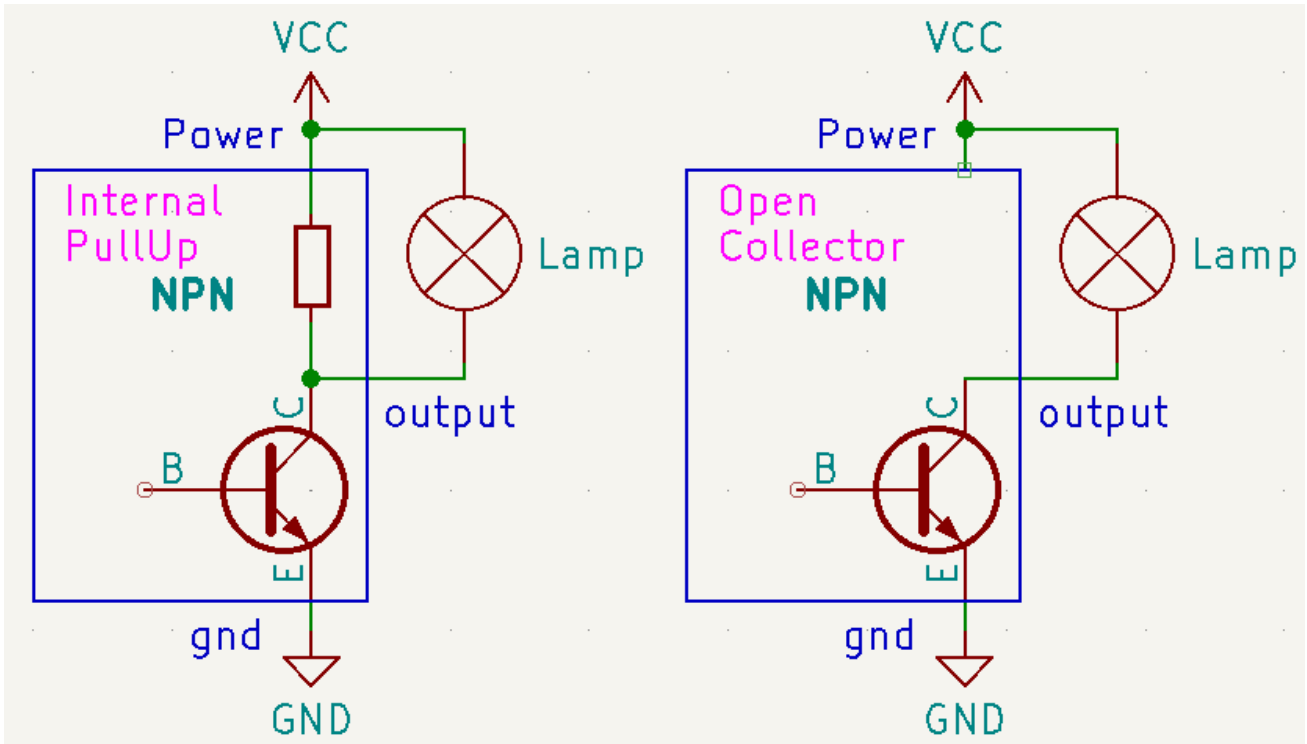 VCC
Power
Internal
PullUp
NPN
Lamp
C
output
B
E
gnd
GND
VCC
Power
Open
Collector
NPN
Lamp
C
output
B
E
gnd
GND